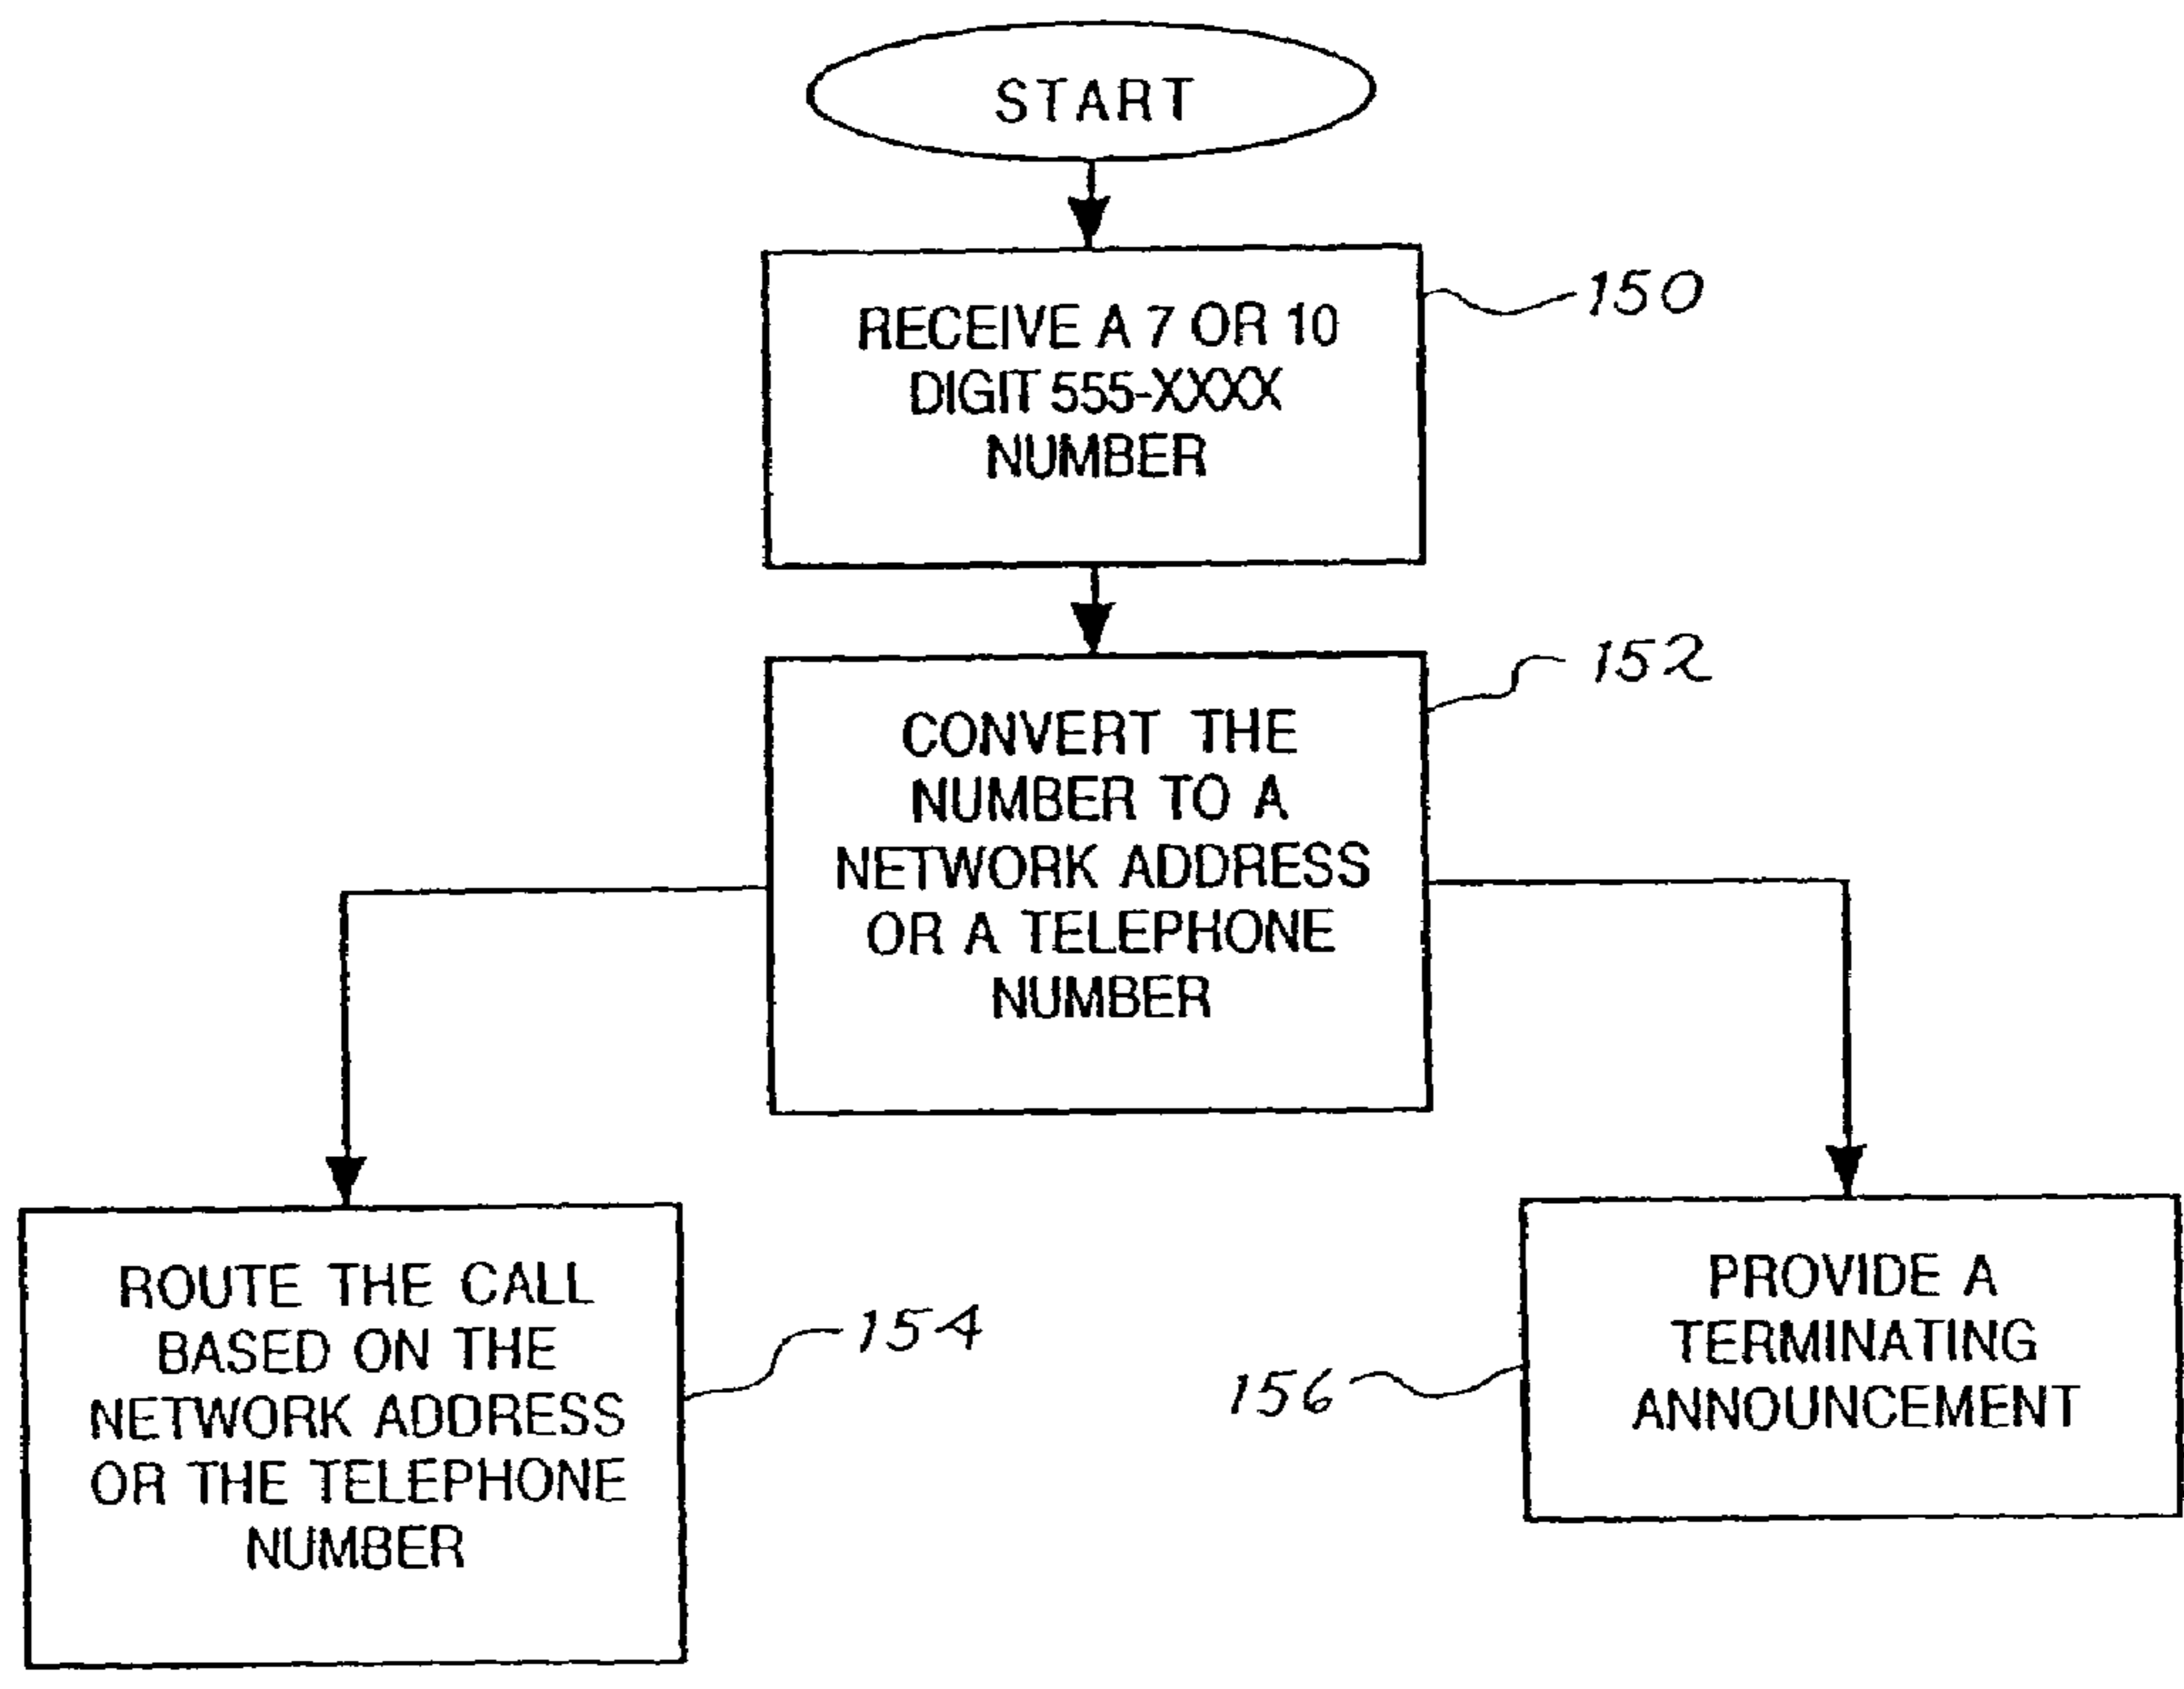 START
RECEIVE A 7 OR 10
DIGIT 555-XXXX
NUMBER
150
CONVERT THE
NUMBER TO A
NETWORK ADDRESS
OR A TELEPHONE
NUMBER
152
ROUTE THE CALL
BASED ON THE
NETWORK ADDRESS
OR THE TELEPHONE
NUMBER
154
156
PROVIDE A
TERMINATING
ANNOUNCEMENT